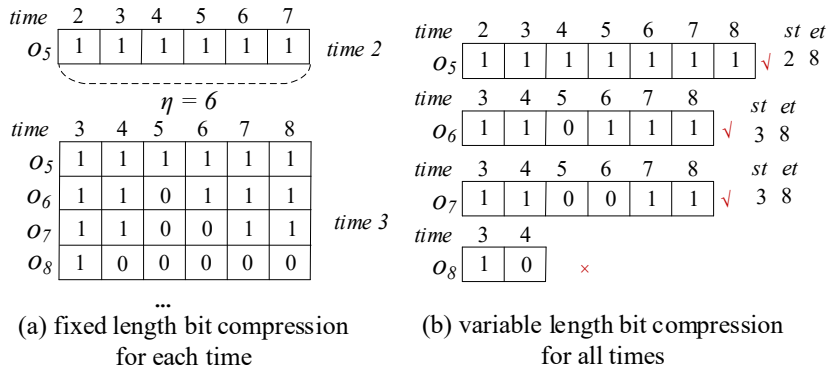 time 2 3 4 5 6 7
o5 1 1 1 1 1 1 time 2
η = 6
time 3 4 5 6 7 8
o5 1 1 1 1 1 1
o6 1 1 0 1 1 1
o7 1 1 0 0 1 1 time 3
o8 1 0 0 0 0 0
...
(a) fixed length bit compression
for each time
time 2 3 4 5 6 7 8 st et
o5 1 1 1 1 1 1 1 √ 2 8
3 4 5 6 7 8 st et
o6 1 1 0 1 1 1 √ 3 8
time 3 4 5 6 7 8 st et
o7 1 1 0 0 1 1 √ 3 8
time 3 4
o8 1 0 ×
(b) variable length bit compression
for all times